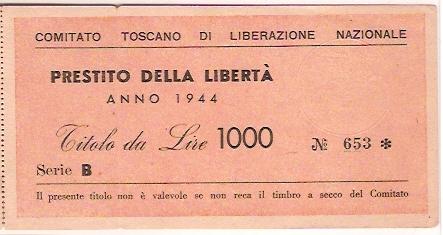 COMITATO TOSCANO DI LIBERAZIONE NAZIONALE
PRESTITO DELLA LIBERTÀ
ANNO 1944
Titolo da Lire 1000 № 653 *
Serie B
Il presente titolo non è valevole se non reca il timbro a secco del Comitato